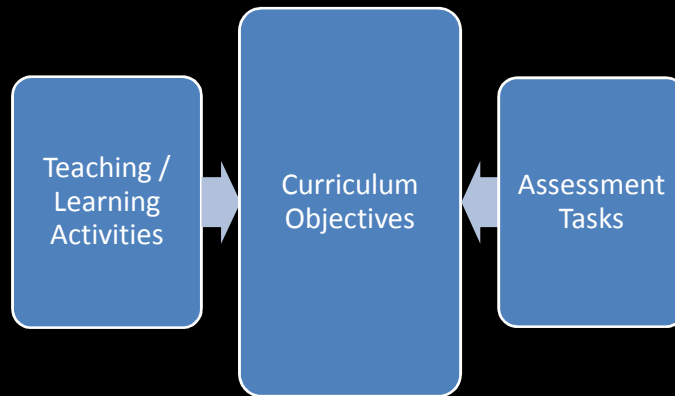 Teaching /
Learning
Activities
Curriculum
Objectives
Assessment
Tasks